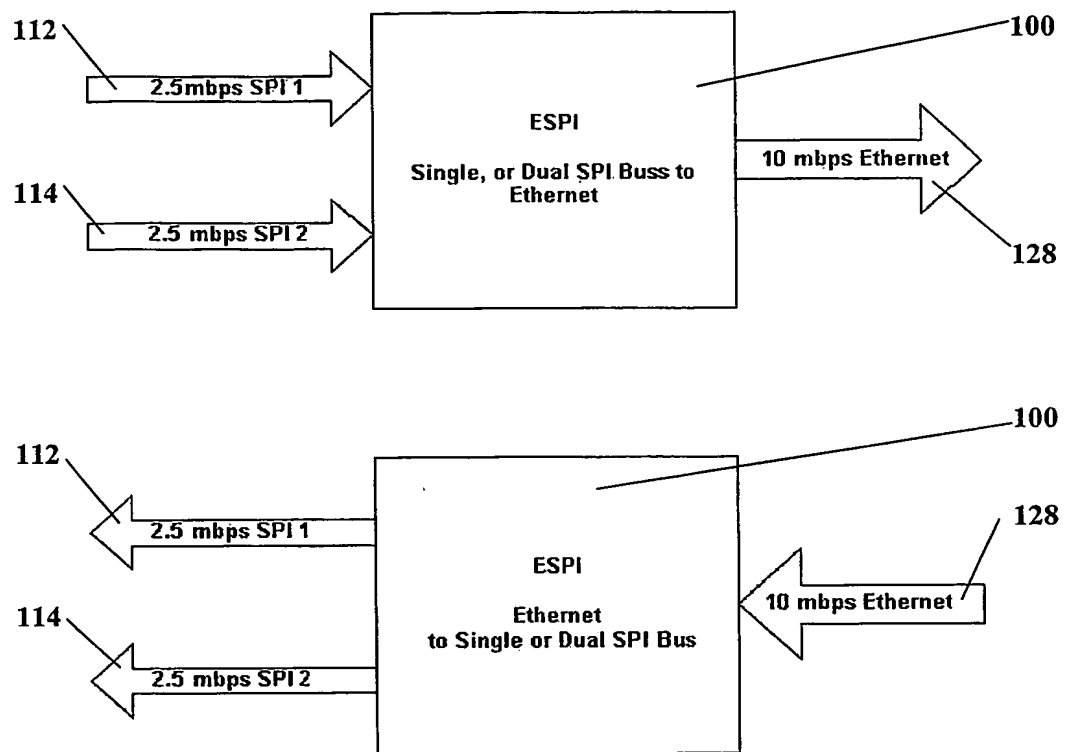 112
100
2.5mbps SPI 1
ESPI
10 mbps Ethernet
Single, or Dual SPI Buss to
Ethernet
114
2.5 mbps SPI 2
128
100
112
128
2.5 mbps SPI 1
ESPI
10 mbps Ethernet
Ethernet
to Single or Dual SPI Bus
114
2.5 mbps SPI 2